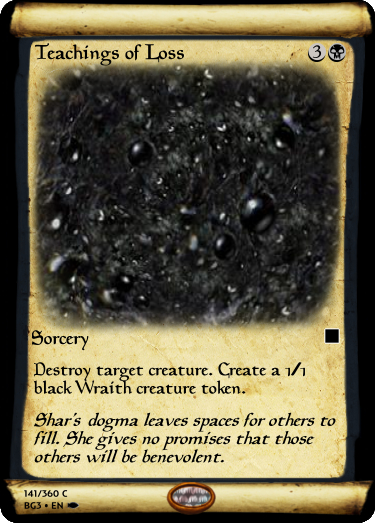 Teachings of Loss 3
Sorcery
Destroy target creature. Create a 1/1
black Wraith creature token.
Shar's dogma leaves spaces for others to
fill. She gives no promises that those
others will be benevolent.
141/360 C
BG3 • EN